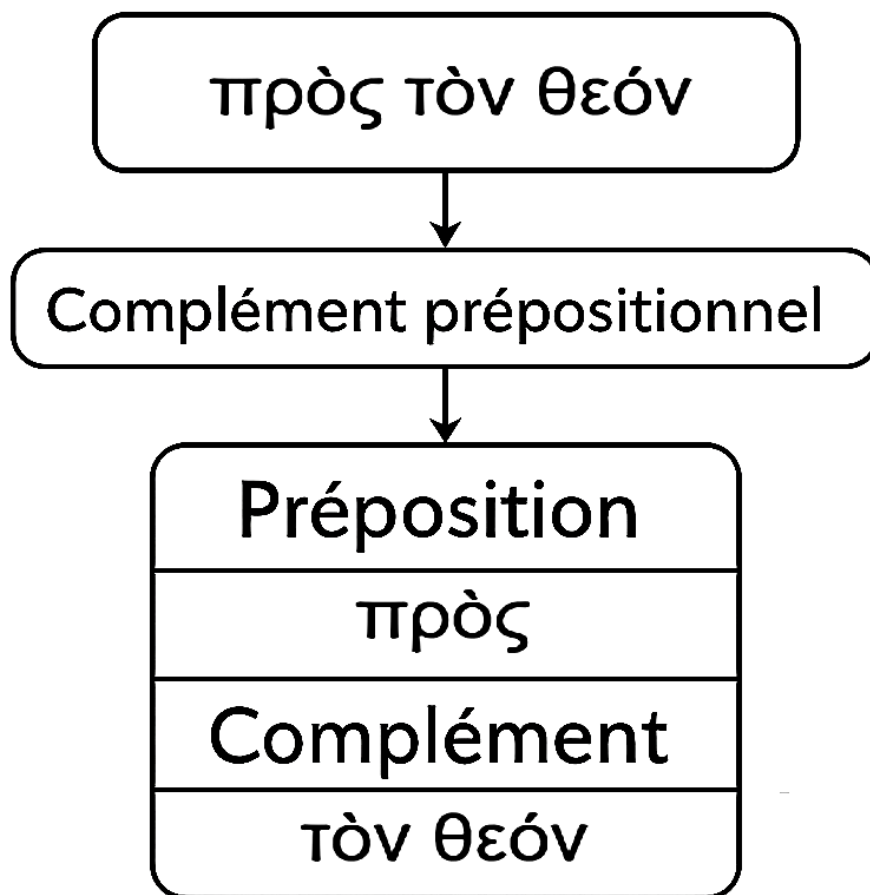 πρὸς τὸν θεόν
Complément prépositionnel
Préposition
πρὸς
Complément
τὸν θεόν